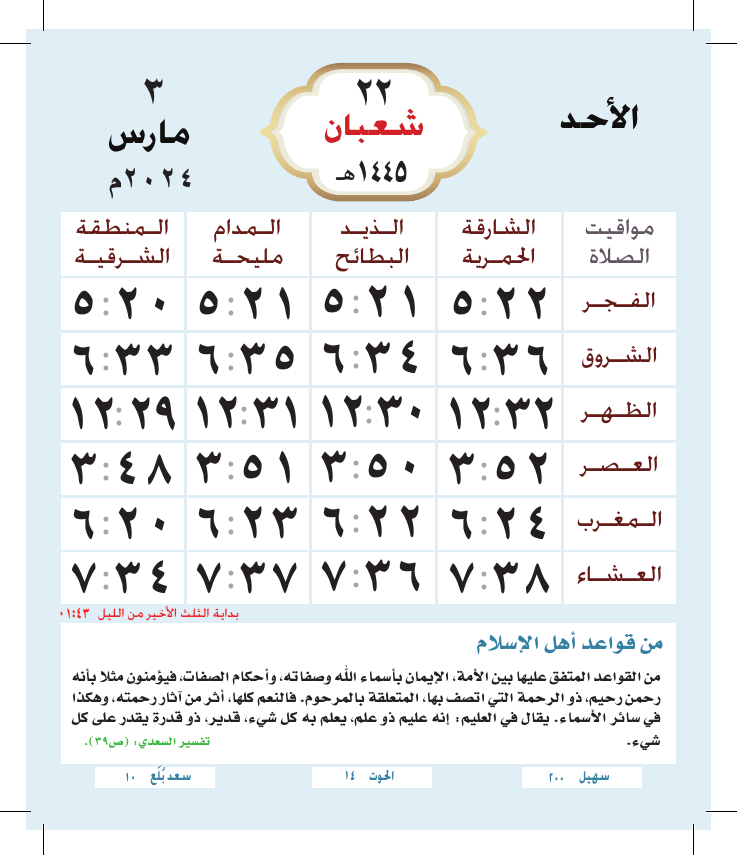 الأحد
٢٢
شعبان
١٤٤٥هـ
٣
مارس
٢٠٢٤م
مواقيت الصلاة | الشارقة الحمرية | الذيد البطائح | المدام مليحة | المنطقة الشرقية
الفجر ٥:٢٢ ٥:٢١ ٥:٢١ ٥:٢٠
الشروق ٦:٣٦ ٦:٣٤ ٦:٣٥ ٦:٣٣
الظهر ١٢:٣٢ ١٢:٣٠ ١٢:٣١ ١٢:٢٩
العصر ٣:٥٢ ٣:٥٠ ٣:٥١ ٣:٤٨
المغرب ٦:٢٤ ٦:٢٢ ٦:٢٣ ٦:٢٠
العشاء ٧:٣٨ ٧:٣٦ ٧:٣٧ ٧:٣٤
بداية الثلث الأخير من الليل ٠١:٤٣
من قواعد أهل الإسلام
من القواعد المتفق عليها بين الأمة، الإيمان بأسماء الله وصفاته، وأحكام الصفات، فيؤمنون مثلا بأنه
رحمن رحيم، ذو الرحمة التي اتصف بها، المتعلقة بالمرحوم. فالنعم كلها، أثر من آثار رحمته، وهكذا
في سائر الأسماء. يقال في العليم: إنه عليم ذو علم، يعلم به كل شيء، قدير، ذو قدرة يقدر على كل
شيء. تفسير السعدي: (ص٣٩).
سهيل ٢٠٠
الحوت ١٤
سعد بُلَع ١٠